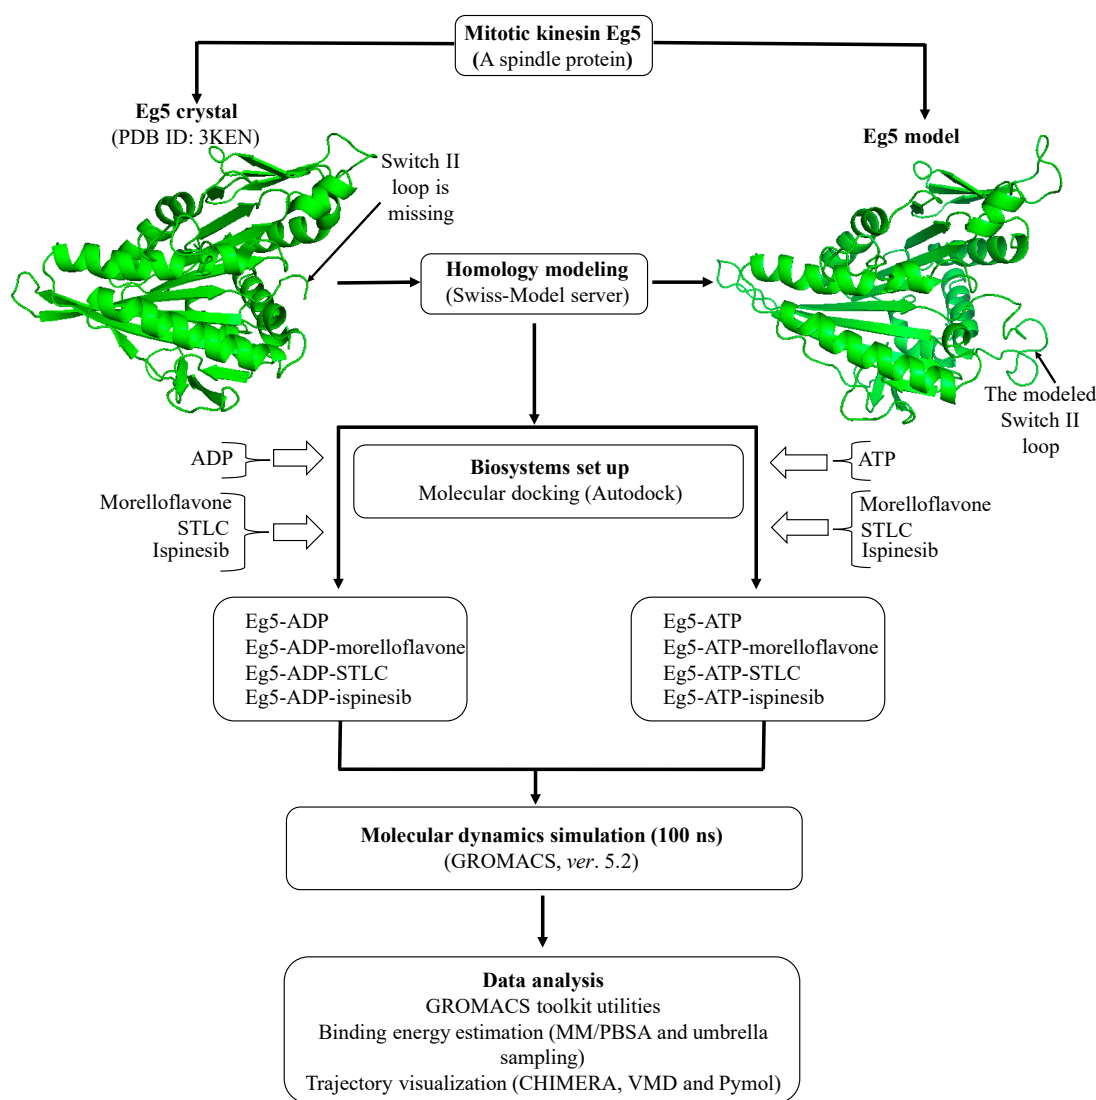 Mitotic kinesin Eg5
(A spindle protein)
Eg5 crystal
(PDB ID: 3KEN)
Switch II
loop is
missing
Eg5 model
Homology modeling
(Swiss-Model server)
The modeled
Switch II
loop
ADP
Morelloflavone
STLC
Ispinesib
Biosystems set up
Molecular docking (Autodock)
ATP
Morelloflavone
STLC
Ispinesib
Eg5-ADP
Eg5-ADP-morelloflavone
Eg5-ADP-STLC
Eg5-ADP-ispinesib
Eg5-ATP
Eg5-ATP-morelloflavone
Eg5-ATP-STLC
Eg5-ATP-ispinesib
Molecular dynamics simulation (100 ns)
(GROMACS, ver. 5.2)
Data analysis
GROMACS toolkit utilities
Binding energy estimation (MM/PBSA and umbrella
sampling)
Trajectory visualization (CHIMERA, VMD and Pymol)